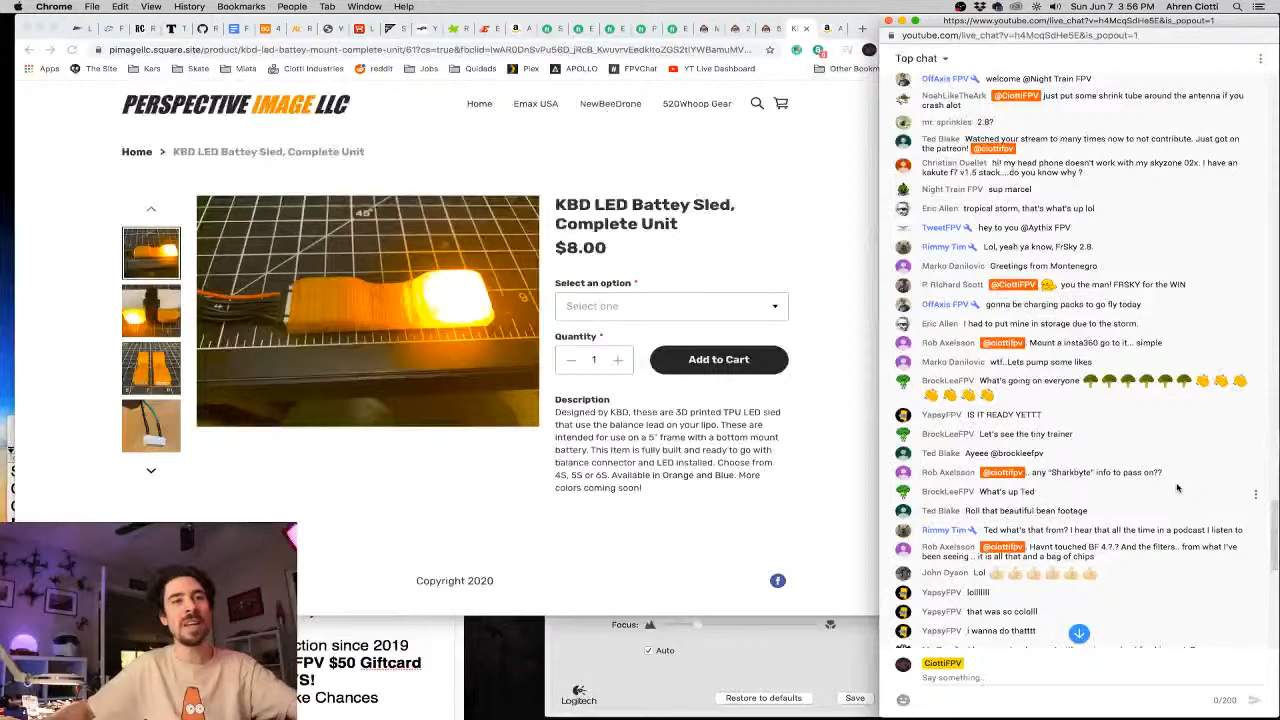 Chrome File Edit View History Bookmarks People Tab Window Help
Sun Jun 7 3:56 PM Ahren Ciotti
https://www.youtube.com/live_chat?v=h4McqSdHe5E&is_popout=1
youtube.com/live_chat?v=h4McqSdHe5E&is_popout=1
Apps Kam Skate Miata Ciotti Industries reddit Quidads Plex APOLLO FPVChat YT Live Dashboard Other Bookm
PERSPECTIVE IMAGE LLC
Home Emax USA NewBeeDrone 520Whoop Gear
Home > KBD LED Battey Sled, Complete Unit
KBD LED Battey Sled,
Complete Unit
$8.00
Select an option *
Select one
Quantity *
1
Add to Cart
Description
Designed by KBD, these are 3D printed TPU LED sled
that use the balance lead on your lipo. These are
intended for use on a 5" frame with a bottom mount
battery. This item is fully built and ready to go with
balance connector and LED installed. Choose from
4S, 5S or 6S. Available in Orange and Blue. More
colors coming soon!
45°
Copyright 2020
ction since 2019
FPV $50 Giftcard
S!
ke Chances
Focus:
Auto
Logitech
Restore to defaults
Save
Top chat
OffAxis FPV welcome @Night Train FPV
NoahLikeTheArk @CiottiFPV just put some shrink tube around the antenna if you
crash alot
mr. sprinkles 2.8?
Ted Blake Watched your stream to many times now to not contribute. Just got on
the patreon! @ciottifpv
Christian Ouellet hi! my head phone doesn't work with my skyzone 02x. I have an
kakute f? v1.5 stack....do you know why ?
Night Train FPV sup marcel
Eric Allen tropical storm, that's what's up lol
TweetFPV hey to you @Aythix FPV
Rimmy Tim Lol, yeah ya know, FrSky 2.8.
Marko Danilovic Greetings from Montenegro
P. Richard Scott @CiottiFPV you the man! FRSKY for the WIN
OffAxis FPV gonna be charging packs to go fly today
Eric Allen I had to put mine in storage due to the storm.
Rob Axelsson @ciottifpv. Mount a insta360 go to it... simple
Marko Danilovic wtf..Lets pump some likes
BrockLeeFPV What's going on everyone 🥦🥦🥦🥦🥦🥦👏👏👏
👏👏👏👏
YapsyFPV IS IT READY YETTT
BrockLeeFPV Let's see the tiny trainer
Ted Blake Ayeee @brockleefpv
Rob Axelsson @ciottifpv.. any "Sharkbyte" info to pass on??
BrockLeeFPV What's up Ted
Ted Blake Roll that beautiful bean footage
Rimmy Tim Ted what's that from? I hear that all the time in a podcast I listen to
Rob Axelsson @ciottifpv. Havnt touched BF 4.?.? And the filters.. from what I've
been seeing .. it is all that and a bag of chips
John Dyson Lol
YapsyFPV lolllllll
YapsyFPV that was so cololll
YapsyFPV i wanna do thatttt
CiottiFPV
Say something...
0/200